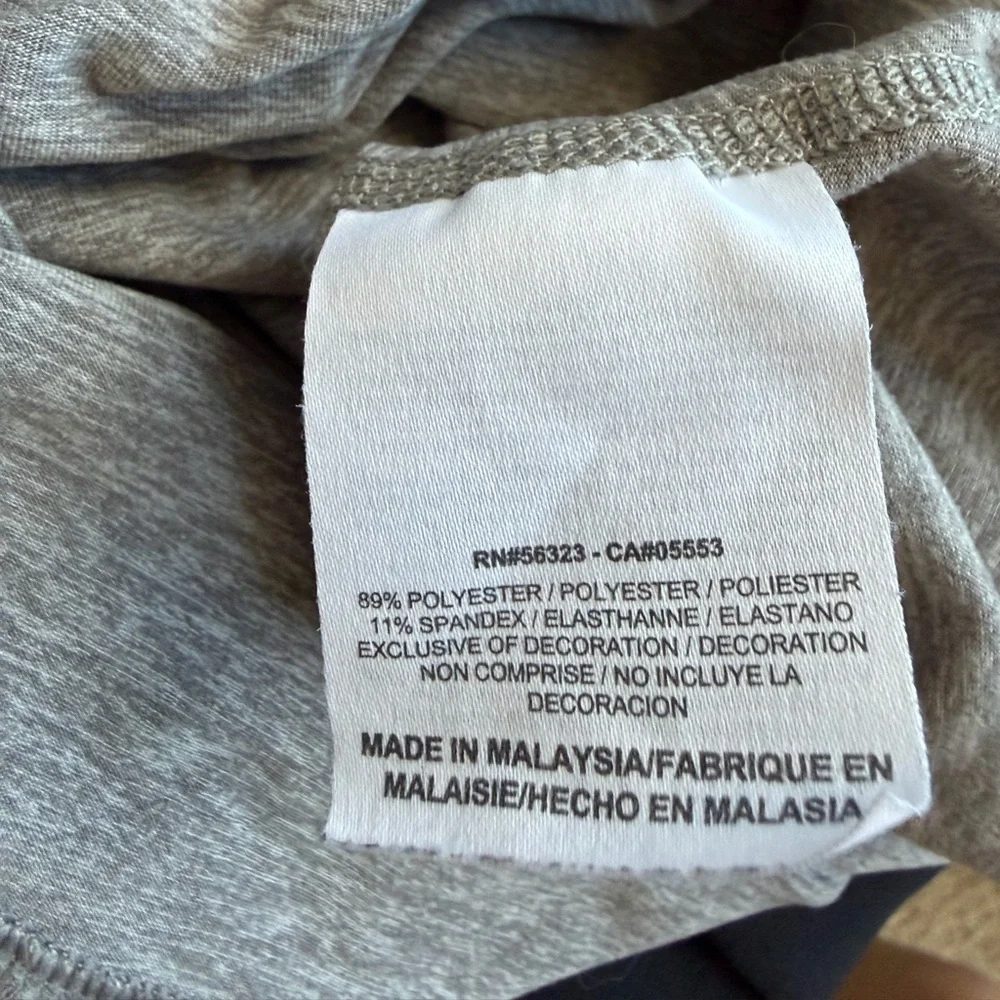 RN#56323 - CA#05553
89% POLYESTER / POLYESTER / POLIESTER
11% SPANDEX / ELASTHANNE / ELASTANO
EXCLUSIVE OF DECORATION / DECORATION
NON COMPRISE / NO INCLUYE LA
DECORACION
MADE IN MALAYSIA/FABRIQUE EN
MALAISIE/HECHO EN MALASIA